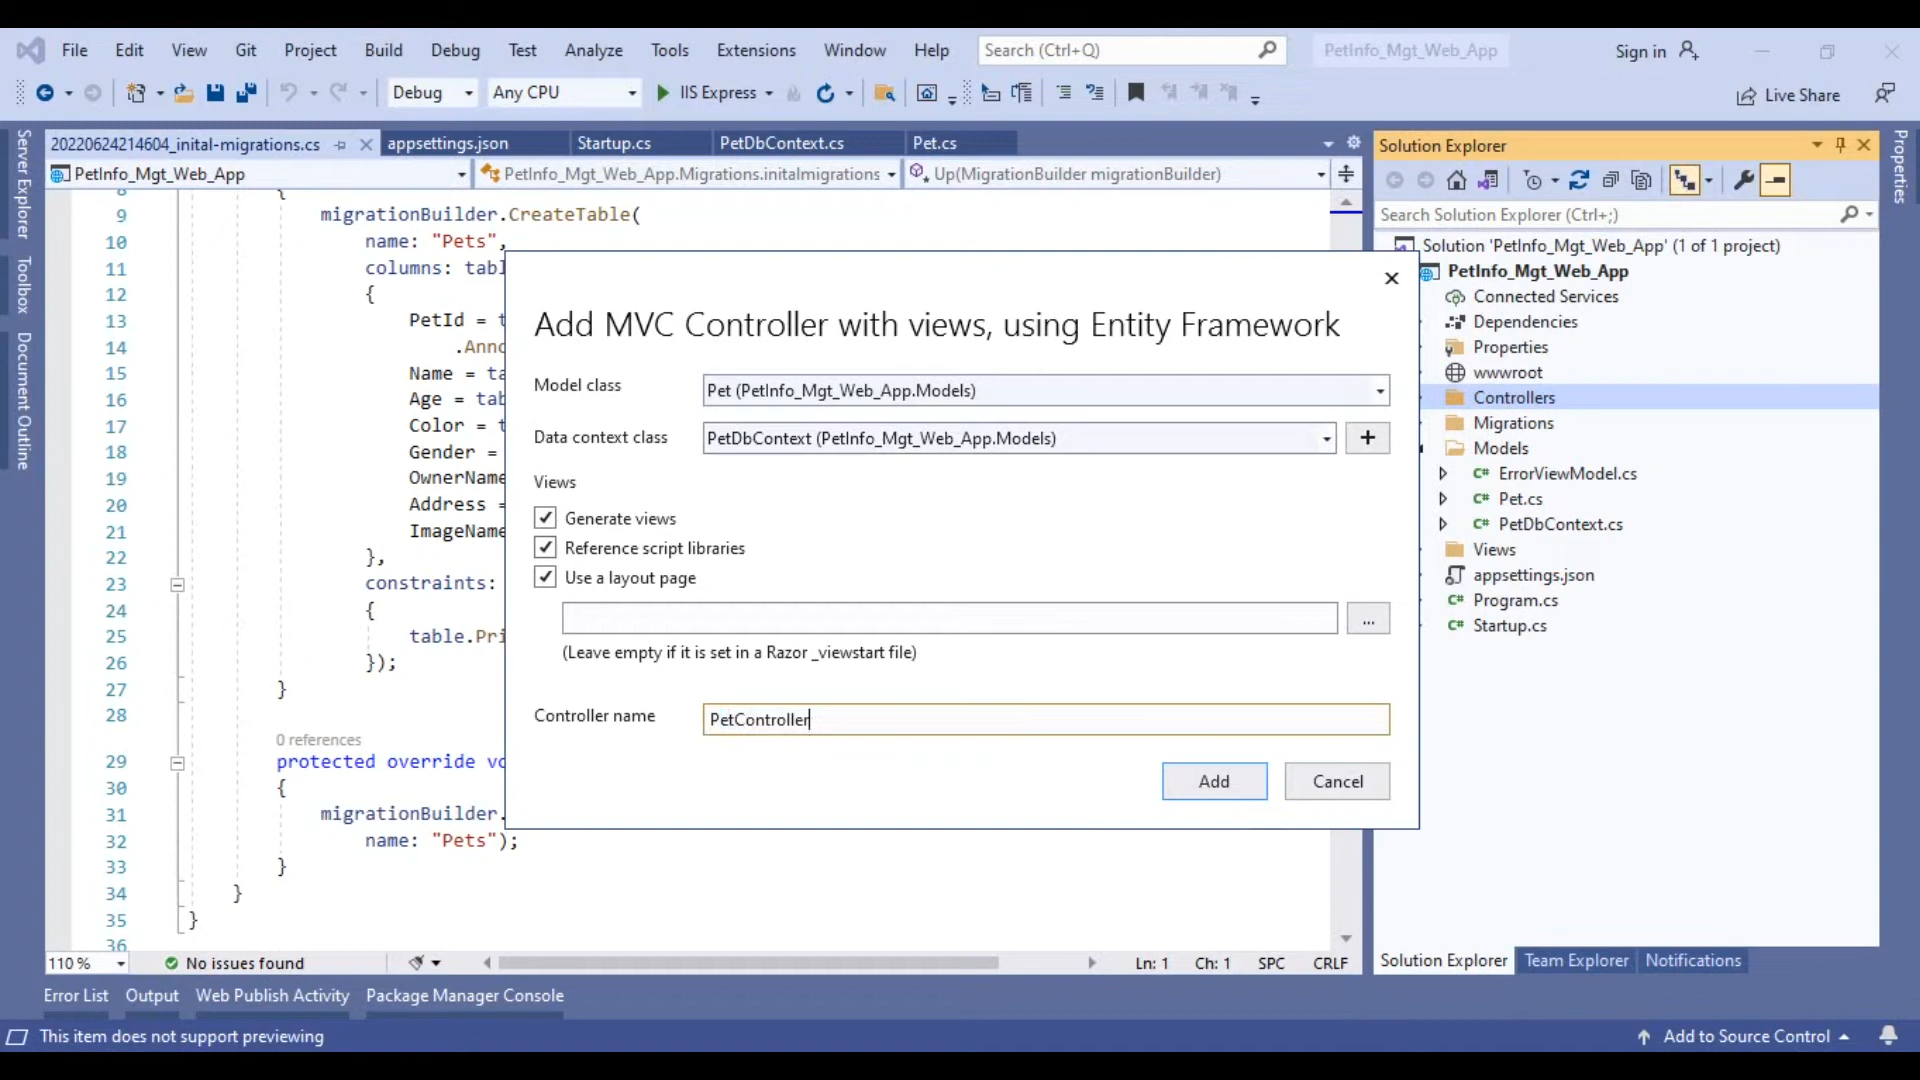 File Edit View Git Project Build Debug Test Analyze Tools Extensions Window Help Search (Ctrl+Q) PetInfo_Mgt_Web_App Sign in
Debug Any CPU IIS Express Live Share
20220624214604_inital-migrations.cs appsettings.json Startup.cs PetDbContext.cs Pet.cs
PetInfo_Mgt_Web_App PetInfo_Mgt_Web_App.Migrations.initalmigrations Up(MigrationBuilder migrationBuilder)
Server Explorer
Toolbox
Document Outline
8 {
9 migrationBuilder.CreateTable(
10 name: "Pets",
11 columns: tabl
12 {
13 PetId = t
14 .Anno
15 Name = ta
16 Age = tab
17 Color = t
18 Gender =
19 OwnerName
20 Address =
21 ImageName
22 },
23 constraints:
24 {
25 table.Pri
26 });
27 }
28
0 references
29 protected override vo
30 {
31 migrationBuilder.
32 name: "Pets");
33 }
34 }
35 }
36
Add MVC Controller with views, using Entity Framework
Model class Pet (PetInfo_Mgt_Web_App.Models)
Data context class PetDbContext (PetInfo_Mgt_Web_App.Models)
Views
Generate views
Reference script libraries
Use a layout page
...
(Leave empty if it is set in a Razor _viewstart file)
Controller name PetController
Add Cancel
Solution Explorer
Search Solution Explorer (Ctrl+;)
Solution 'PetInfo_Mgt_Web_App' (1 of 1 project)
PetInfo_Mgt_Web_App
Connected Services
Dependencies
Properties
wwwroot
Controllers
Migrations
Models
C# ErrorViewModel.cs
C# Pet.cs
C# PetDbContext.cs
Views
appsettings.json
C# Program.cs
C# Startup.cs
Properties
110 % No issues found Ln: 1 Ch: 1 SPC CRLF
Solution Explorer Team Explorer Notifications
Error List Output Web Publish Activity Package Manager Console
This item does not support previewing Add to Source Control